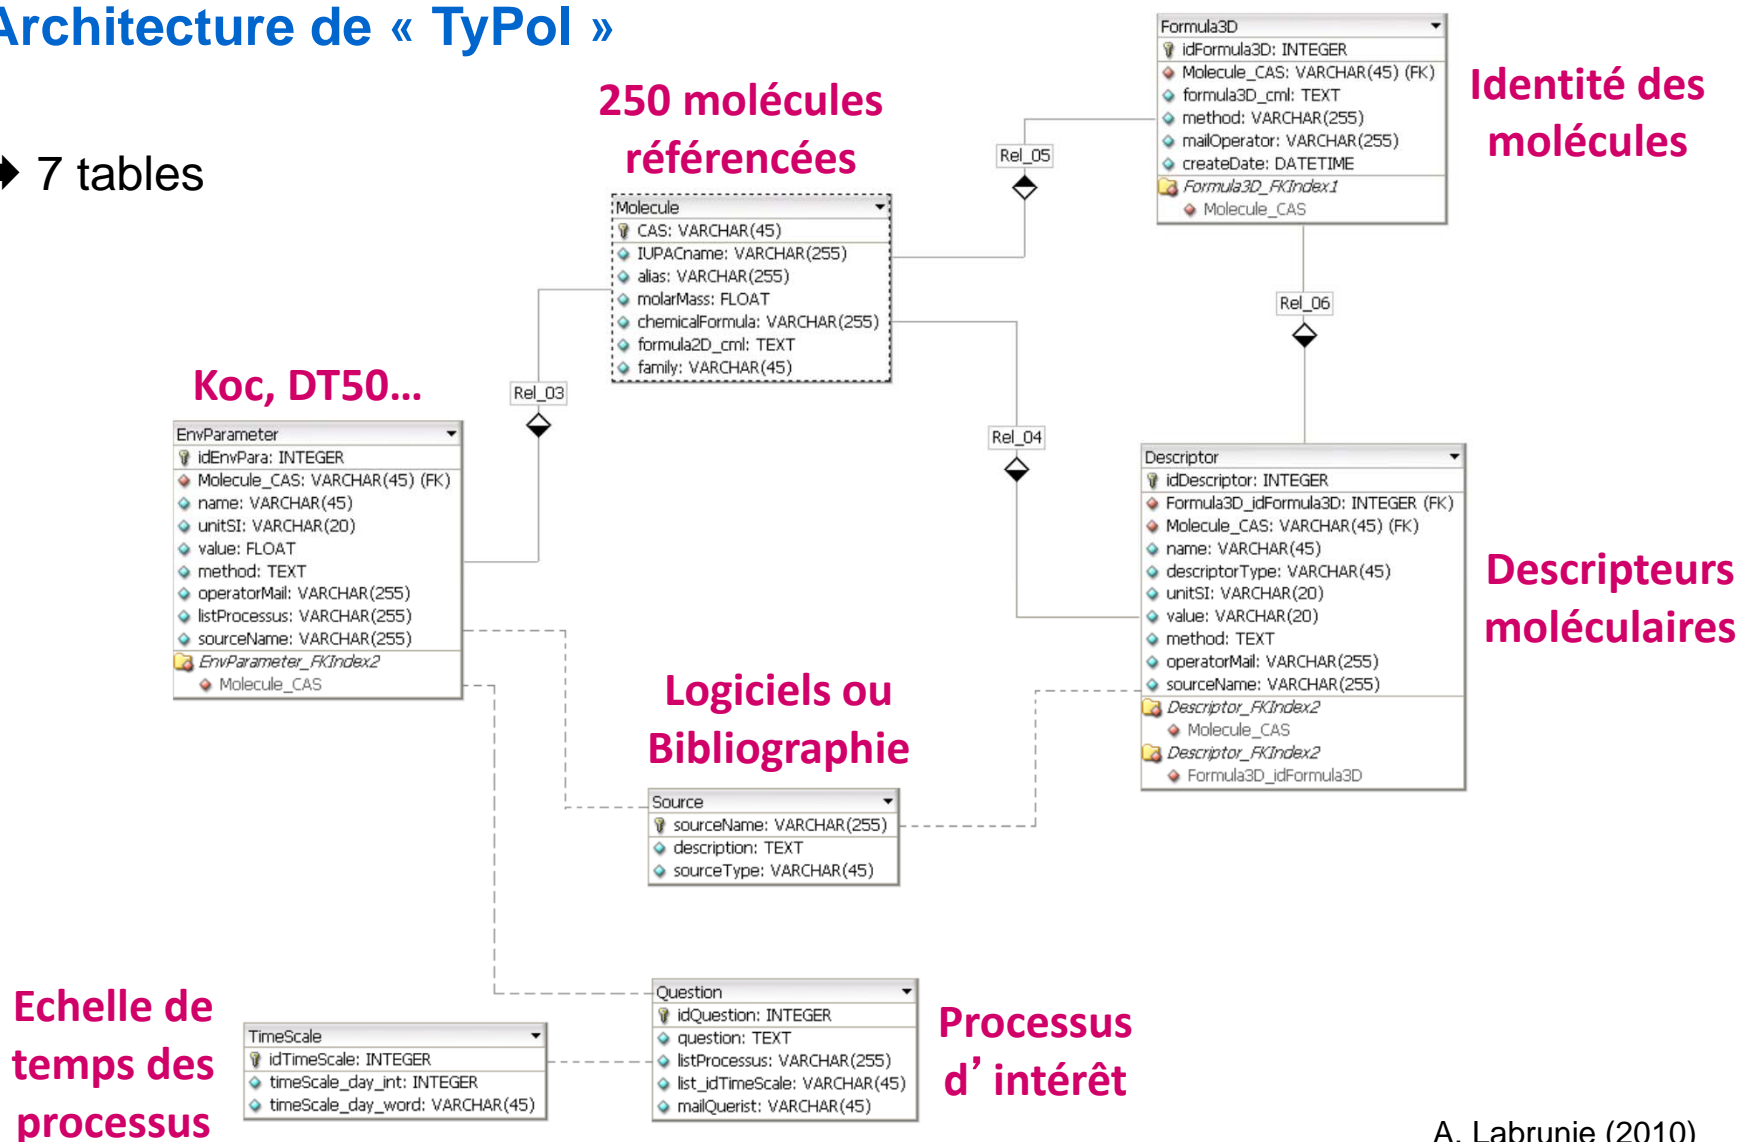 Architecture de « TyPol »
➔ 7 tables
250 molécules
référencées
Identité des
molécules
Koc, DT50…
Descripteurs
moléculaires
Logiciels ou
Bibliographie
Echelle de
temps des
processus
Processus
d’ intérêt
Formula3D
idFormula3D: INTEGER
Molecule_CAS: VARCHAR(45) (FK)
formula3D_cml: TEXT
method: VARCHAR(255)
mailOperator: VARCHAR(255)
createDate: DATETIME
Formula3D_FKIndex1
Molecule_CAS
Rel_05
Molecule
CAS: VARCHAR(45)
IUPACname: VARCHAR(255)
alias: VARCHAR(255)
molarMass: FLOAT
chemicalFormula: VARCHAR(255)
formula2D_cml: TEXT
family: VARCHAR(45)
Rel_06
Rel_03
Rel_04
EnvParameter
idEnvPara: INTEGER
Molecule_CAS: VARCHAR(45) (FK)
name: VARCHAR(45)
unitSI: VARCHAR(20)
value: FLOAT
method: TEXT
operatorMail: VARCHAR(255)
listProcessus: VARCHAR(255)
sourceName: VARCHAR(255)
EnvParameter_FKIndex2
Molecule_CAS
Descriptor
idDescriptor: INTEGER
Formula3D_idFormula3D: INTEGER (FK)
Molecule_CAS: VARCHAR(45) (FK)
name: VARCHAR(45)
descriptorType: VARCHAR(45)
unitSI: VARCHAR(20)
value: VARCHAR(20)
method: TEXT
operatorMail: VARCHAR(255)
sourceName: VARCHAR(255)
Descriptor_FKIndex2
Molecule_CAS
Descriptor_FKIndex2
Formula3D_idFormula3D
Source
sourceName: VARCHAR(255)
description: TEXT
sourceType: VARCHAR(45)
TimeScale
idTimeScale: INTEGER
timeScale_day_int: INTEGER
timeScale_day_word: VARCHAR(45)
Question
idQuestion: INTEGER
question: TEXT
listProcessus: VARCHAR(255)
list_idTimeScale: VARCHAR(45)
mailQuerist: VARCHAR(45)
A. Labrunie (2010)